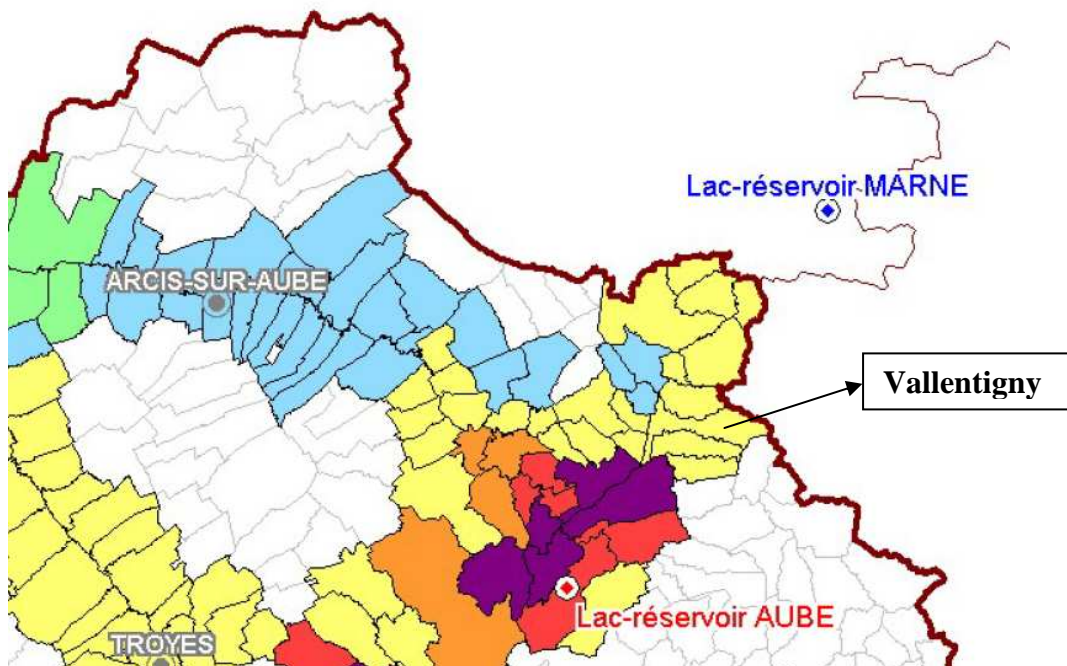 Lac-réservoir MARNE
ARCIS-SUR-AUBE
Vallentigny
Lac-réservoir AUBE
TROYES